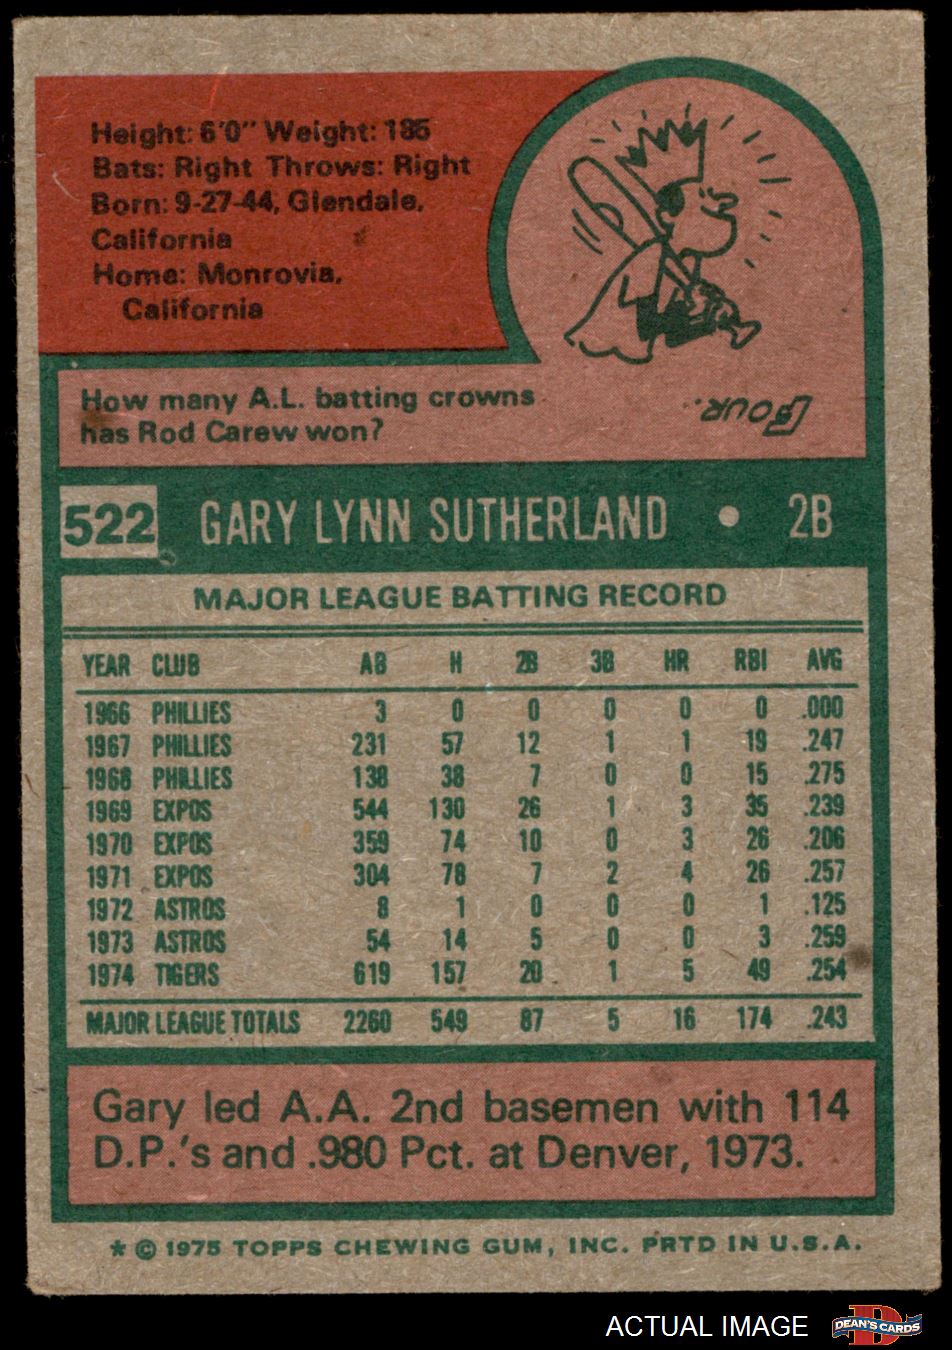 Height: 6'0" Weight: 185
Bats: Right Throws: Right
Born: 9-27-44, Glendale,
California
Home: Monrovia,
California
How many A.L. batting crowns
has Rod Carew won?
FOUR..
522 GARY LYNN SUTHERLAND • 2B
MAJOR LEAGUE BATTING RECORD
YEAR CLUB AB H 2B 3B HR RBI AVG
1966 PHILLIES 3 0 0 0 0 0 .000
1967 PHILLIES 231 57 12 1 1 19 .247
1968 PHILLIES 138 38 7 0 0 15 .275
1969 EXPOS 544 130 26 1 3 35 .239
1970 EXPOS 359 74 10 0 3 26 .206
1971 EXPOS 304 78 7 2 4 26 .257
1972 ASTROS 8 1 0 0 0 1 .125
1973 ASTROS 54 14 5 0 0 3 .259
1974 TIGERS 619 157 20 1 5 49 .254
MAJOR LEAGUE TOTALS 2260 549 87 5 16 174 .243
Gary led A.A. 2nd basemen with 114
D.P.'s and .980 Pct. at Denver, 1973.
* © 1975 TOPPS CHEWING GUM, INC. PRTD IN U.S.A.
ACTUAL IMAGE D DEAN'S CARDS